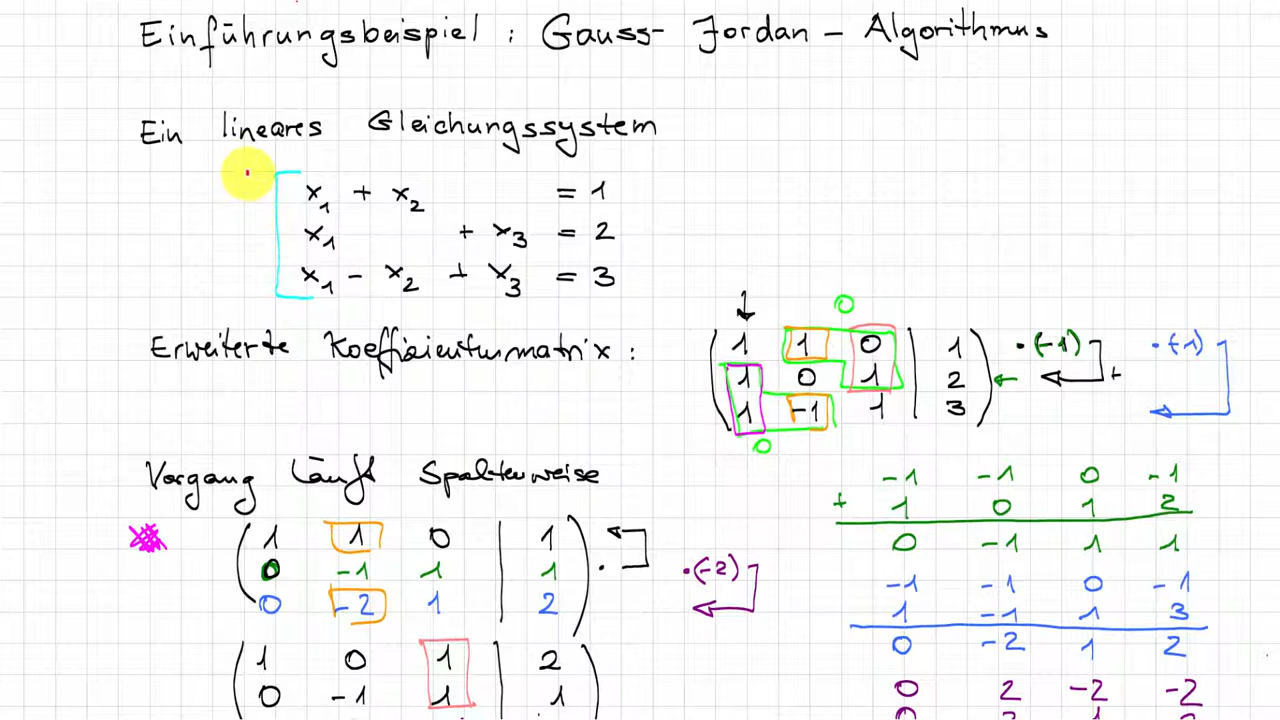 Einführungsbeispiel : Gauss-Jordan-Algorithmus
Ein lineares Gleichungssystem
x₁ + x₂ = 1
x₁ + x₃ = 2
x₁ - x₂ + x₃ = 3
0
Erweiterte Koeffizientenmatrix :
1 1 0 | 1 ·(-1) ·(-1)
1 0 1 | 2 ← +
1 -1 1 | 3
0
Vorgang läuft Spaltenweise
1 1 0 | 1
0 -1 1 | 1 · ·(-2)
0 -2 1 | 2
1 0 1 | 2
0 -1 1 | 1
-1 -1 0 -1
+ 1 0 1 2
0 -1 1 1
-1 -1 0 -1
1 -1 1 3
0 -2 1 2
0 2 -2 -2